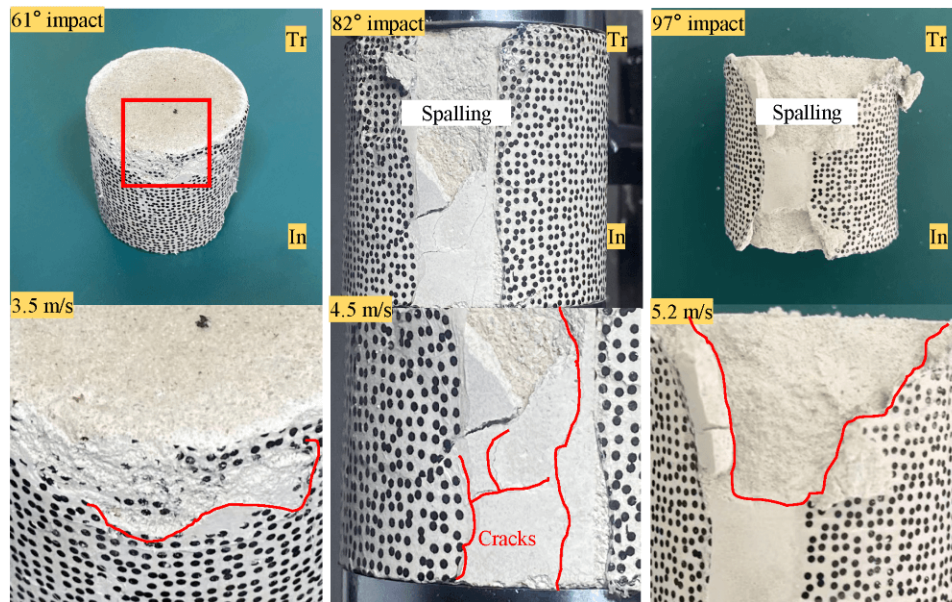 61° impact
Tr
In
82° impact
Tr
Spalling
In
97° impact
Tr
Spalling
In
3.5 m/s
4.5 m/s
Cracks
5.2 m/s